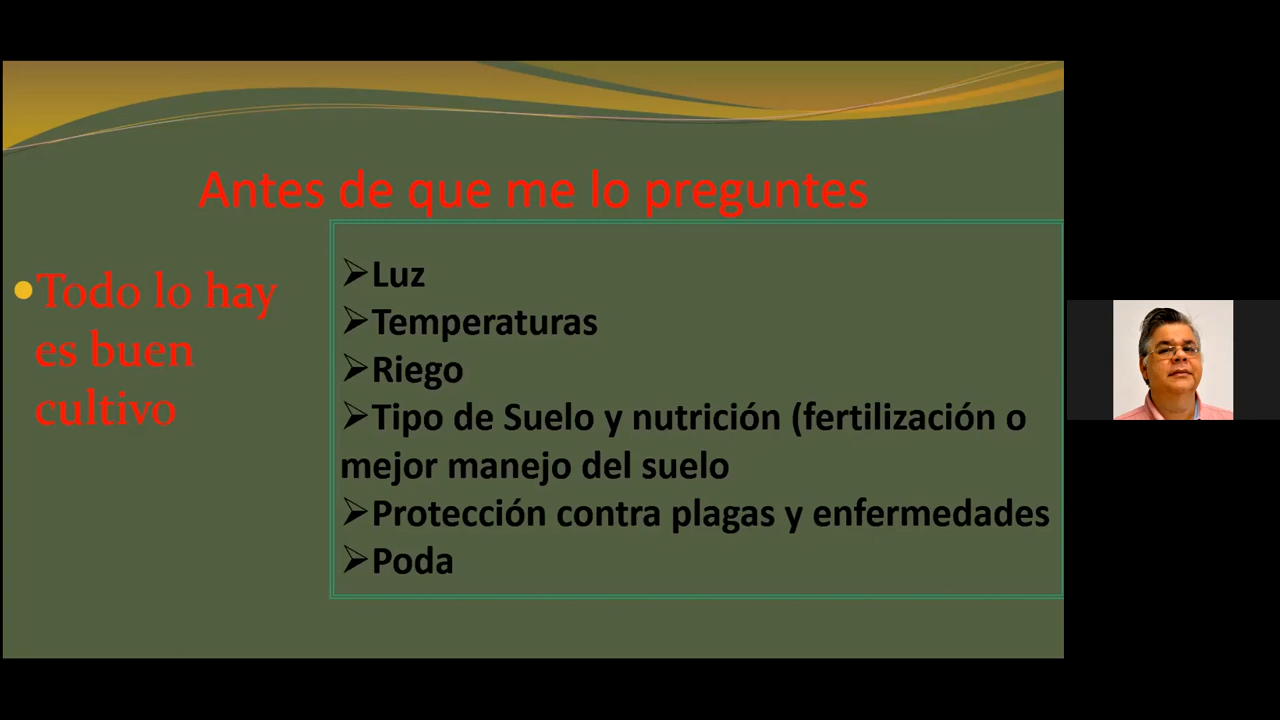 Antes de que me lo preguntes
•Todo lo hay
es buen
cultivo
➢Luz
➢Temperaturas
➢Riego
➢Tipo de Suelo y nutrición (fertilización o
mejor manejo del suelo
➢Protección contra plagas y enfermedades
➢Poda